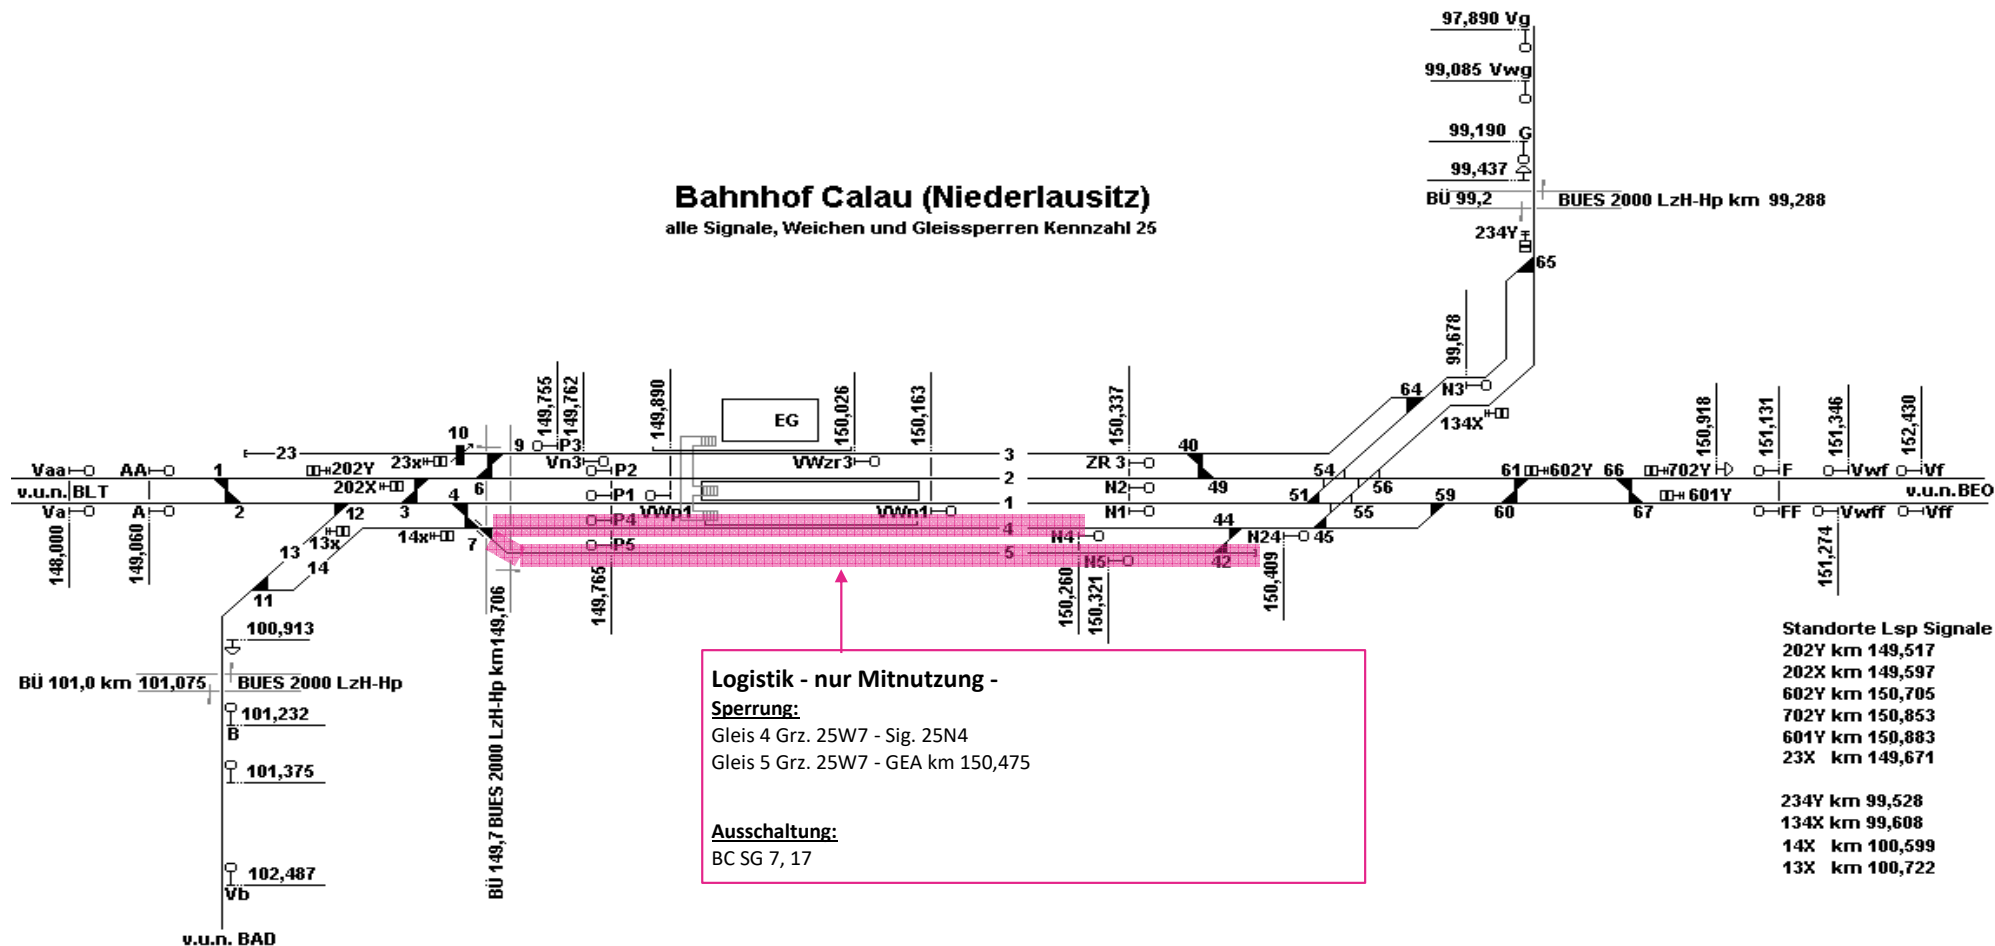 97,890 Vg
99,085 Vwg
99,190 G
99,437
BÜ 99,2
BUES 2000 LzH-Hp km 99,288
234Y
65
Bahnhof Calau (Niederlausitz)
alle Signale, Weichen und Gleissperren Kennzahl 25
99,678
N3
64
134X
149,755
149,762
149,890
EG
150,026
150,163
150,337
150,918
151,131
151,346
152,430
10
9
P3
23
23x
Vn3
VWzr3
3
ZR 3
40
54
Vaa
AA
1
202Y
P2
2
N2
49
56
61
602Y
66
702Y
F
Vwf
Vf
v.u.n. BLT
202X
6
4
P1
VWp1
VWn1
1
N1
51
59
601Y
v.u.n. BEO
Va
A
2
12
3
55
60
67
FF
Vwff
Vff
13x
14x
7
P4
4
N4
44
N24
45
13
14
P5
5
N5
42
148,000
149,060
11
149,765
150,260
150,321
150,409
151,274
BÜ 149,7 BUES 2000 LzH-Hp km 149,706
100,913
BÜ 101,0 km 101,075
BUES 2000 LzH-Hp
101,232
B
101,375
102,487
Vb
v.u.n. BAD
Logistik - nur Mitnutzung -
Sperrung:
Gleis 4 Grz. 25W7 - Sig. 25N4
Gleis 5 Grz. 25W7 - GEA km 150,475
Ausschaltung:
BC SG 7, 17
Standorte Lsp Signale
202Y km 149,517
202X km 149,597
602Y km 150,705
702Y km 150,853
601Y km 150,883
23X km 149,671
234Y km 99,528
134X km 99,608
14X km 100,599
13X km 100,722